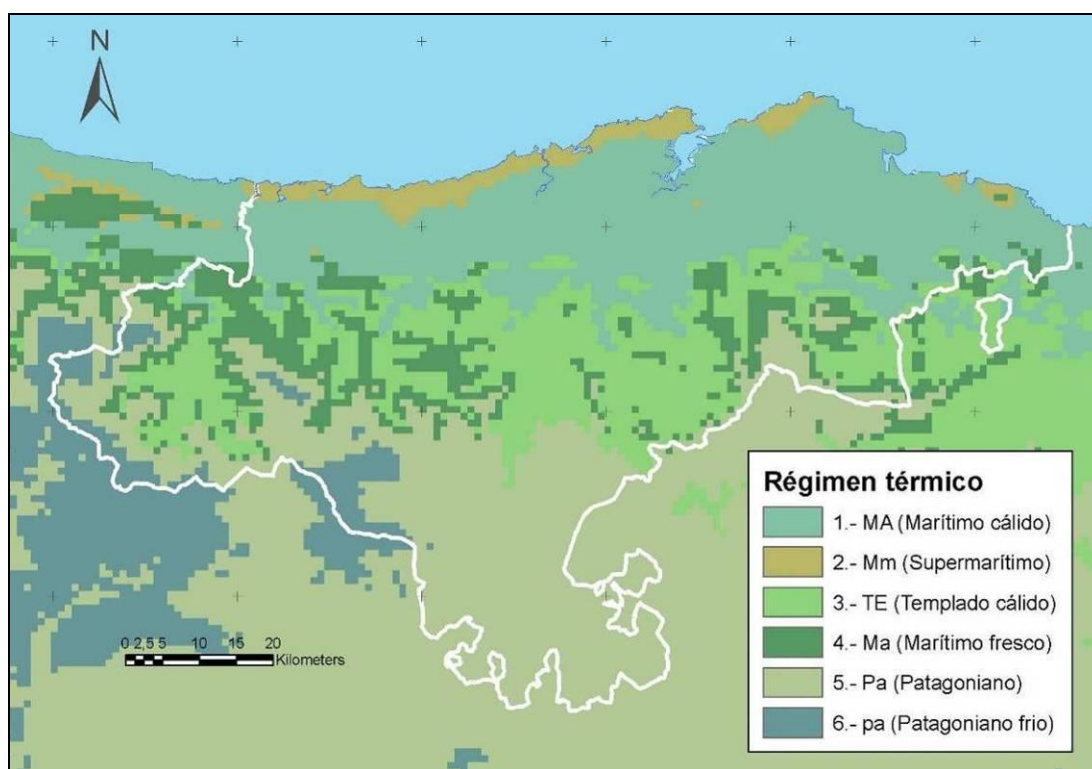 N
Régimen térmico
1.- MA (Marítimo cálido)
2.- Mm (Supermarítimo)
3.- TE (Templado cálido)
4.- Ma (Marítimo fresco)
5.- Pa (Patagoniano)
6.- pa (Patagoniano frio)
0 2,5 5 10 15 20
Kilometers